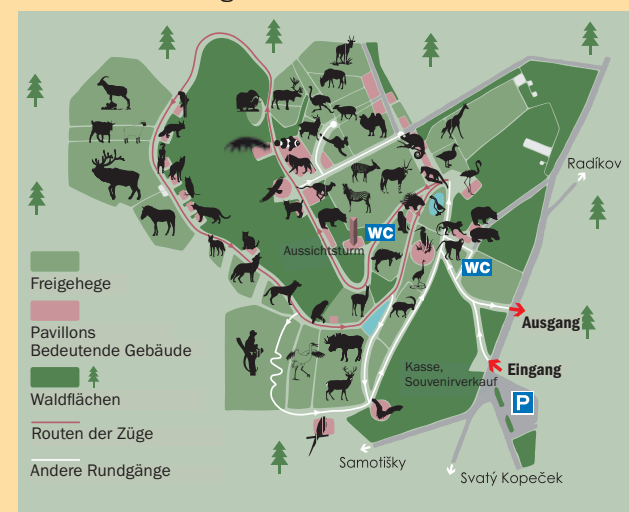 Radíkov
WC
Aussichtsturm
WC
Freigehege
Ausgang
Pavillons
Bedeutende Gebäude
Eingang
Kasse,
Souvenirverkauf
Waldflächen
P
Routen der Züge
Samotišky
Andere Rundgänge
Svatý Kopeček